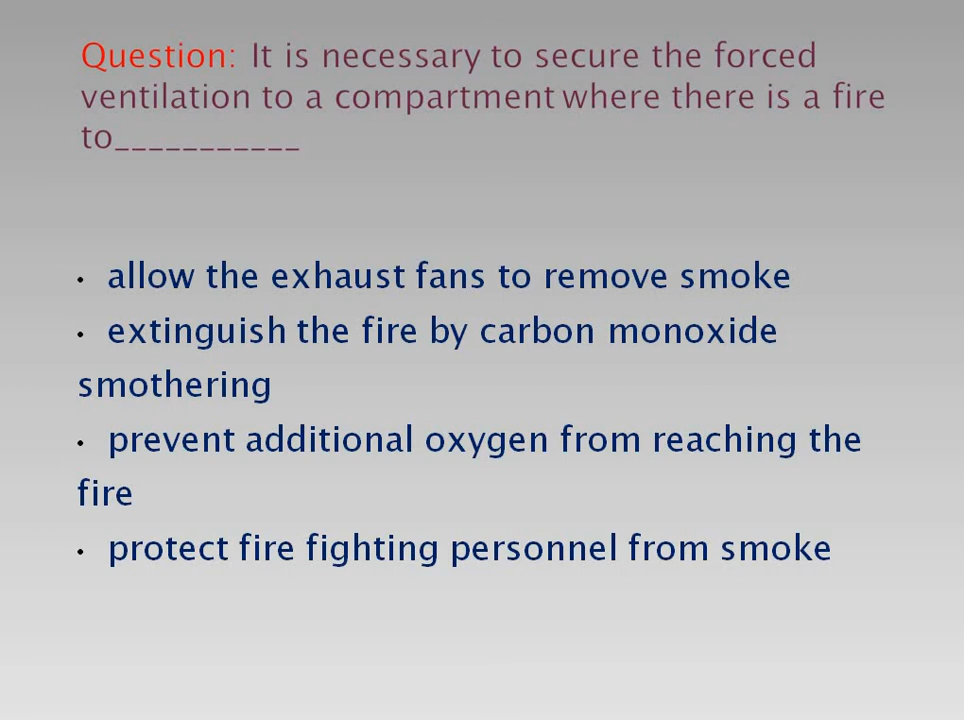 Question: It is necessary to secure the forced
ventilation to a compartment where there is a fire
to___________
• allow the exhaust fans to remove smoke
• extinguish the fire by carbon monoxide
smothering
• prevent additional oxygen from reaching the
fire
• protect fire fighting personnel from smoke